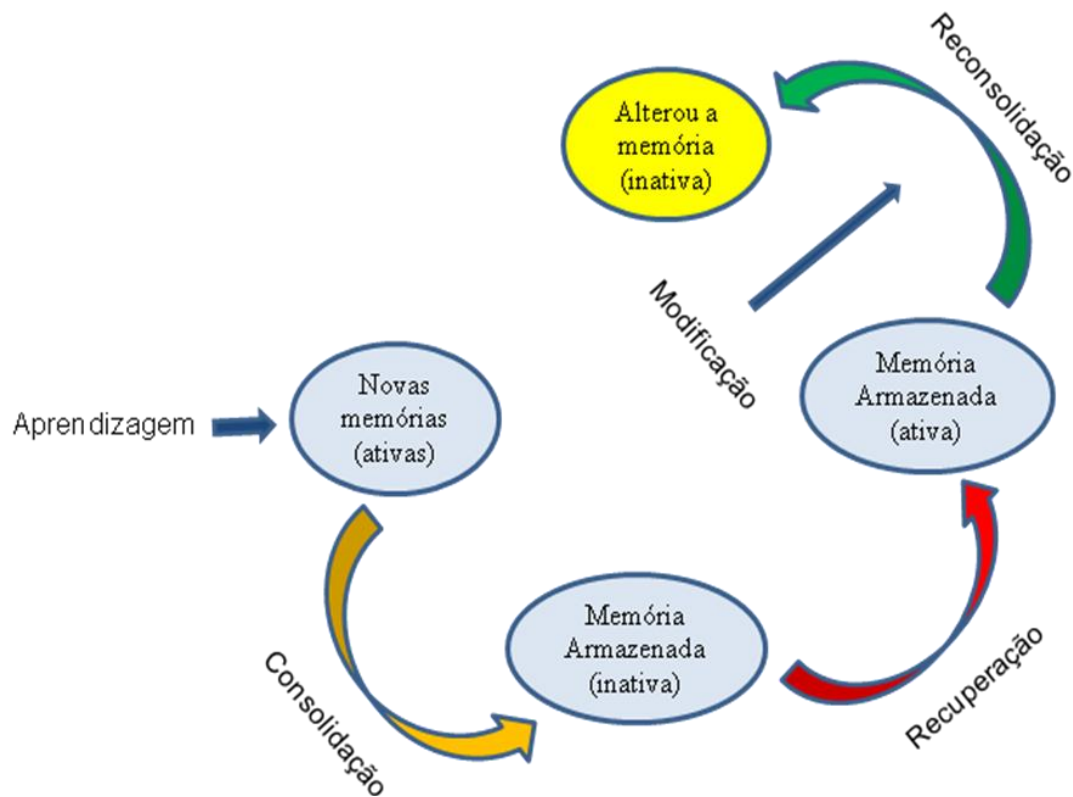 Reconsolidação
Alterou a
memória
(inativa)
Modificação
Memória
Armazenada
(ativa)
Novas
memórias
(ativas)
Aprendizagem
Memória
Armazenada
(inativa)
Consolidação
Recuperação